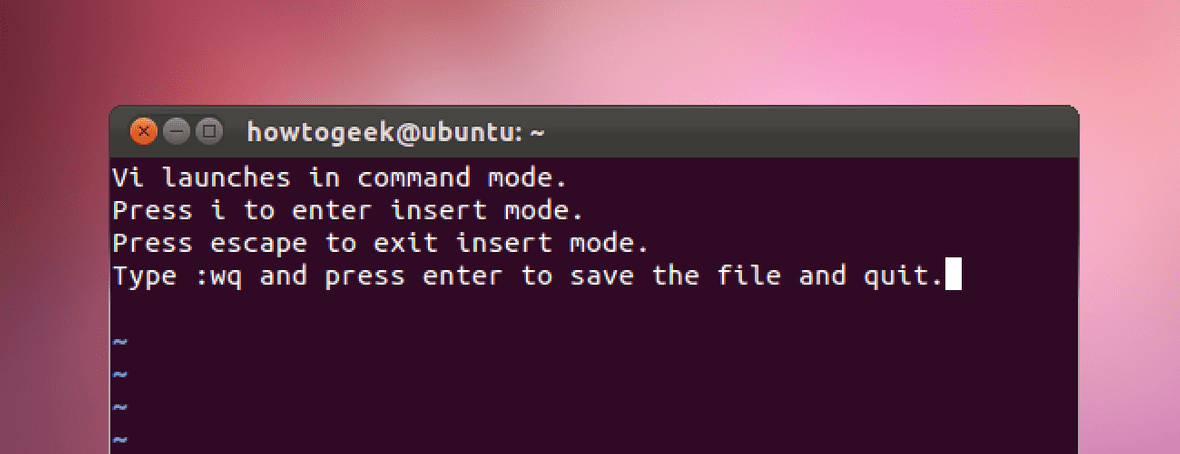 howtogeek@ubuntu: ~
Vi launches in command mode.
Press i to enter insert mode.
Press escape to exit insert mode.
Type :wq and press enter to save the file and quit.
~
~
~
~